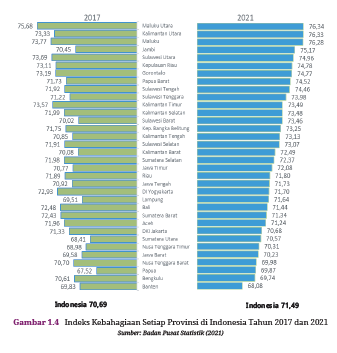 2017 2021
75,68 Maluku Utara 76,34
73,33 Kalimantan Utara 76,33
73,77 Maluku 76,28
70,45 Jambi 75,17
73,69 Sulawesi Utara 74,96
73,11 Kepulauan Riau 74,78
73,19 Gorontalo 74,77
71,73 Papua Barat 74,52
71,92 Sulawesi Tengah 74,46
71,22 Sulawesi Tenggara 73,98
73,57 Kalimantan Timur 73,49
71,99 Kalimantan Selatan 73,48
70,02 Sulawesi Barat 73,46
71,75 Kep. Bangka Belitung 73,25
70,85 Kalimantan Tengah 73,13
71,91 Sulawesi Selatan 73,07
70,08 Kalimantan Barat 72,49
71,98 Sumatera Selatan 72,37
70,77 Jawa Timur 72,08
71,89 Riau 71,80
70,92 Jawa Tengah 71,73
72,93 DI Yogyakarta 71,70
69,51 Lampung 71,64
72,48 Bali 71,44
72,43 Sumatera Barat 71,34
71,96 Aceh 71,24
71,33 DKI Jakarta 70,68
68,41 Sumatera Utara 70,57
68,98 Nusa Tenggara Timur 70,31
69,58 Jawa Barat 70,23
70,70 Nusa Tenggara Barat 69,98
67,52 Papua 69,87
70,61 Bengkulu 69,74
69,83 Banten 68,08
Indonesia 70,69 Indonesia 71,49
Gambar 1.4 Indeks Kebahagiaan Setiap Provinsi di Indonesia Tahun 2017 dan 2021
Sumber: Badan Pusat Statistik (2021)